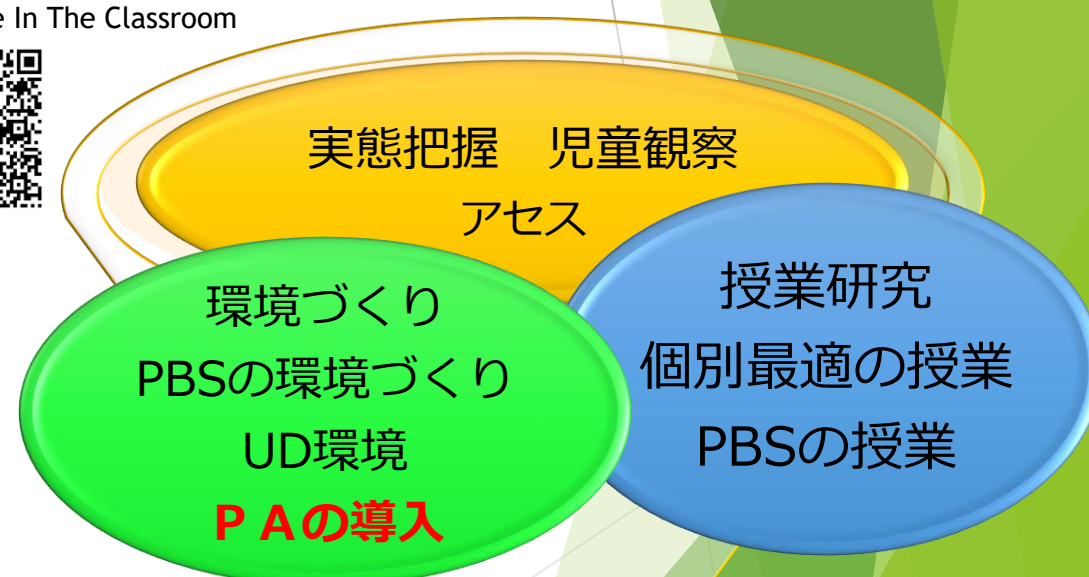 In The Classroom
実態把握　児童観察
アセス
環境づくり
PBSの環境づくり
UD環境
ＰＡの導入
授業研究
個別最適の授業
PBSの授業